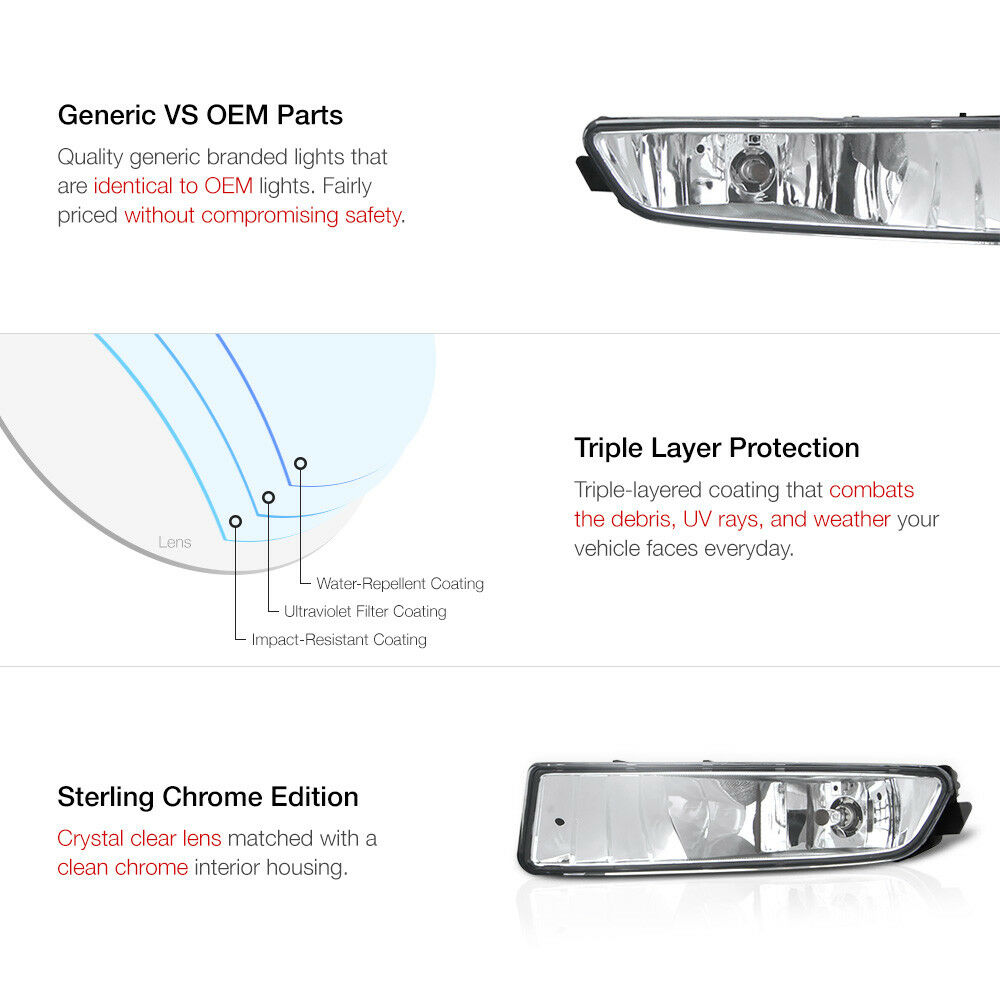 Generic VS OEM Parts
Quality generic branded lights that
are identical to OEM lights. Fairly
priced without compromising safety.
Lens
Water-Repellent Coating
Ultraviolet Filter Coating
Impact-Resistant Coating
Triple Layer Protection
Triple-layered coating that combats
the debris, UV rays, and weather your
vehicle faces everyday.
Sterling Chrome Edition
Crystal clear lens matched with a
clean chrome interior housing.